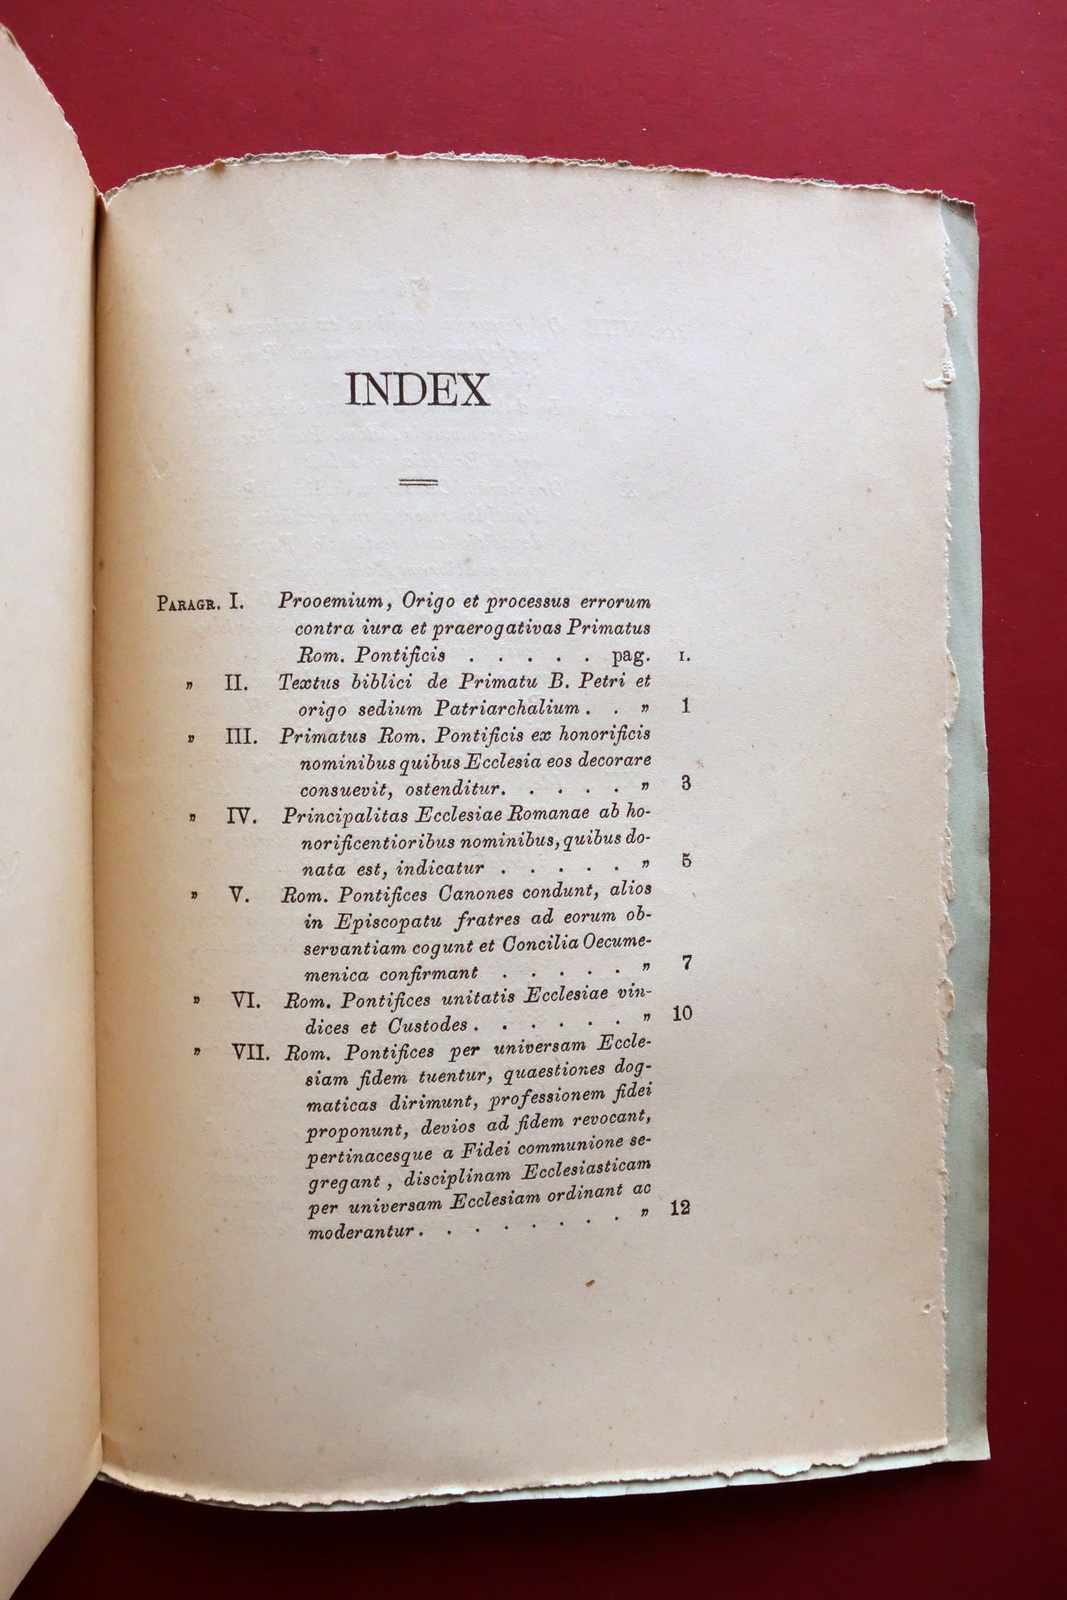 INDEX
PARAGR. I. Prooemium, Origo et processus errorum
contra iura et praerogativas Primatus
Rom. Pontificis . . . . . pag. I.
„ II. Textus biblici de Primatu B. Petri et
origo sedium Patriarchalium . . „ 1
„ III. Primatus Rom. Pontificis ex honorificis
nominibus quibus Ecclesia eos decorare
consuevit, ostenditur. . . . . „ 3
„ IV. Principalitas Ecclesiae Romanae ab ho-
norificentioribus nominibus, quibus do-
nata est, indicatur . . . . . „ 5
„ V. Rom. Pontifices Canones condunt, alios
in Episcopatu fratres ad eorum ob-
servantiam cogunt et Concilia Oecume-
menica confirmant . . . . . „ 7
„ VI. Rom. Pontifices unitatis Ecclesiae vin-
dices et Custodes . . . . . . „ 10
„ VII. Rom. Pontifices per universam Eccle-
siam fidem tuentur, quaestiones dog-
maticas dirimunt, professionem fidei
proponunt, devios ad fidem revocant,
pertinacesque a Fidei communione se-
gregant , disciplinam Ecclesiasticam
per universam Ecclesiam ordinant ac
moderantur . . . . . . . . „ 12